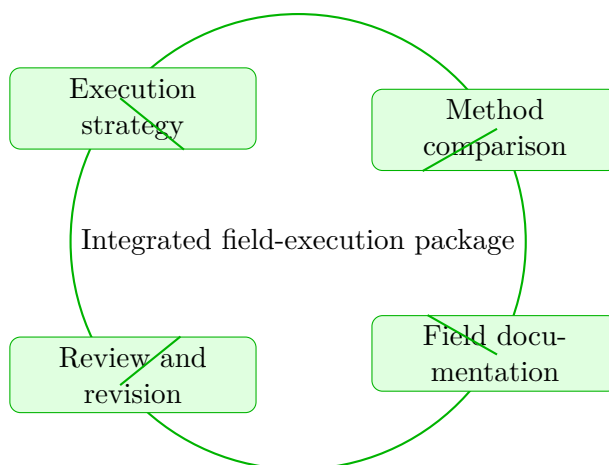 Execution
strategy
Method
comparison
Integrated field-execution package
Review and
revision
Field docu-
mentation